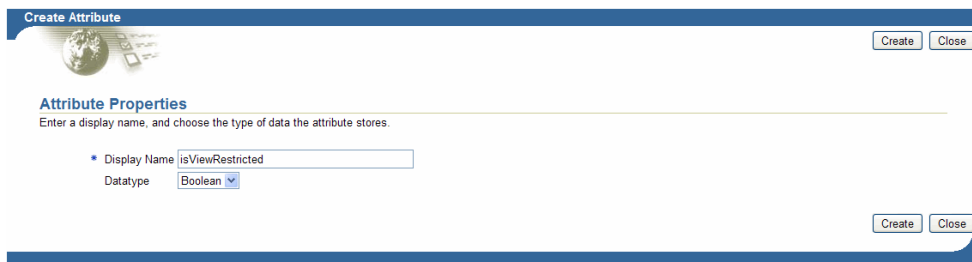 Create Attribute
Create Close
Attribute Properties
Enter a display name, and choose the type of data the attribute stores.
* Display Name isViewRestricted
Datatype Boolean
Create Close